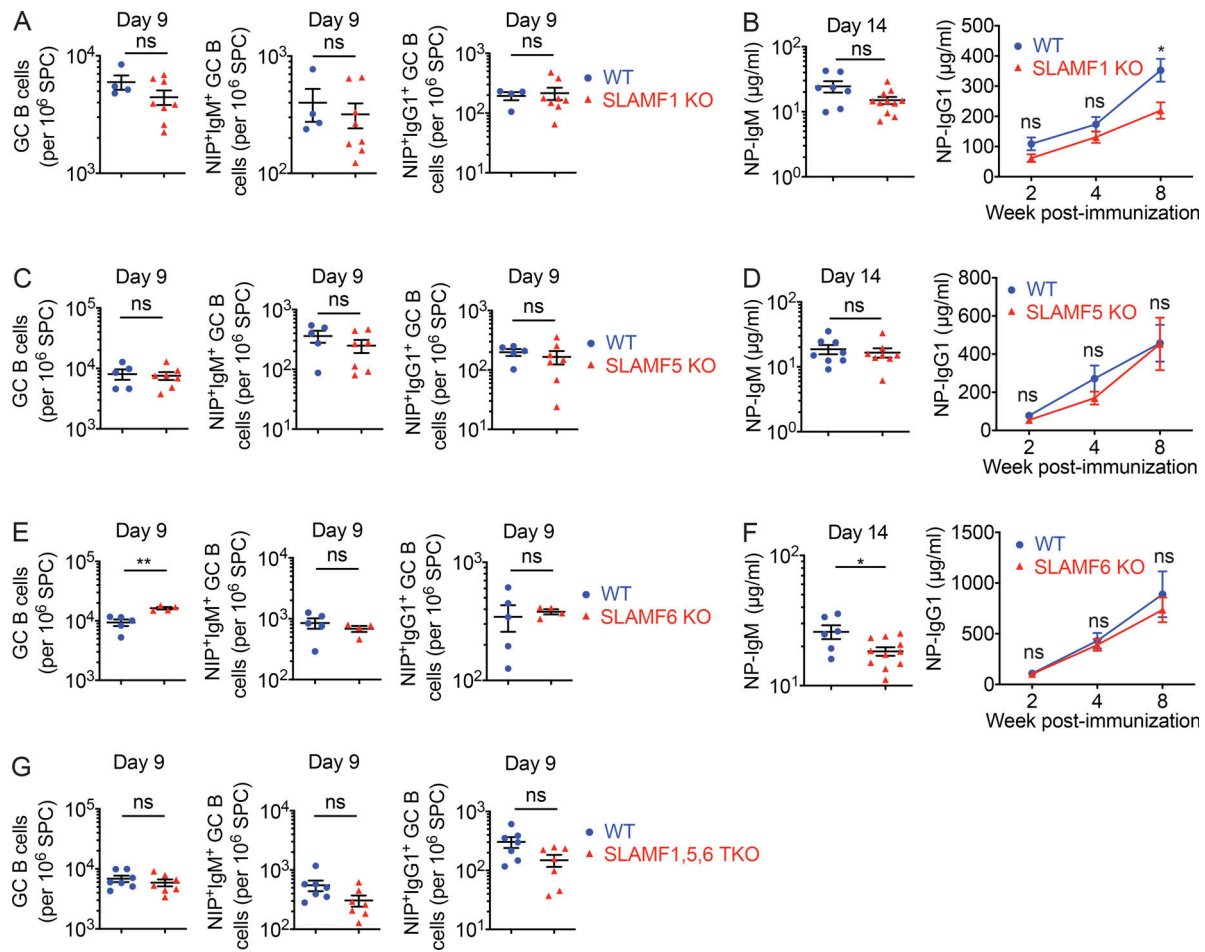 A
Day 9
ns
GC B cells
(per 10⁶ SPC)
10⁴
10³
Day 9
ns
NIP⁺IgM⁺ GC B
cells (per 10⁶ SPC)
10³
10²
Day 9
ns
NIP⁺IgG1⁺ GC B
cells (per 10⁶ SPC)
10³
10²
10¹
WT
SLAMF1 KO
B
Day 14
ns
NP-IgM (µg/ml)
10²
10¹
10⁰
NP-IgG1 (µg/ml)
500
400
300
200
100
0
WT
SLAMF1 KO
ns
ns
*
2 4 8
Week post-immunization
C
Day 9
ns
GC B cells
(per 10⁶ SPC)
10⁵
10⁴
10³
Day 9
ns
NIP⁺IgM⁺ GC B
cells (per 10⁶ SPC)
10³
10²
10¹
Day 9
ns
NIP⁺IgG1⁺ GC B
cells (per 10⁶ SPC)
10³
10²
10¹
WT
SLAMF5 KO
D
Day 14
ns
NP-IgM (µg/ml)
10²
10¹
10⁰
NP-IgG1 (µg/ml)
800
600
400
200
0
WT
SLAMF5 KO
ns
ns
ns
2 4 8
Week post-immunization
E
Day 9
**
GC B cells
(per 10⁶ SPC)
10⁵
10⁴
10³
Day 9
ns
NIP⁺IgM⁺ GC B
cells (per 10⁶ SPC)
10⁴
10³
10²
Day 9
ns
NIP⁺IgG1⁺ GC B
cells (per 10⁶ SPC)
10³
10²
WT
SLAMF6 KO
F
Day 14
*
NP-IgM (µg/ml)
10²
10¹
NP-IgG1 (µg/ml)
1500
1000
500
0
WT
SLAMF6 KO
ns
ns
ns
2 4 8
Week post-immunization
G
Day 9
ns
GC B cells
(per 10⁶ SPC)
10⁵
10⁴
10³
Day 9
ns
NIP⁺IgM⁺ GC B
cells (per 10⁶ SPC)
10⁴
10³
10²
Day 9
ns
NIP⁺IgG1⁺ GC B
cells (per 10⁶ SPC)
10³
10²
10¹
WT
SLAMF1,5,6 TKO